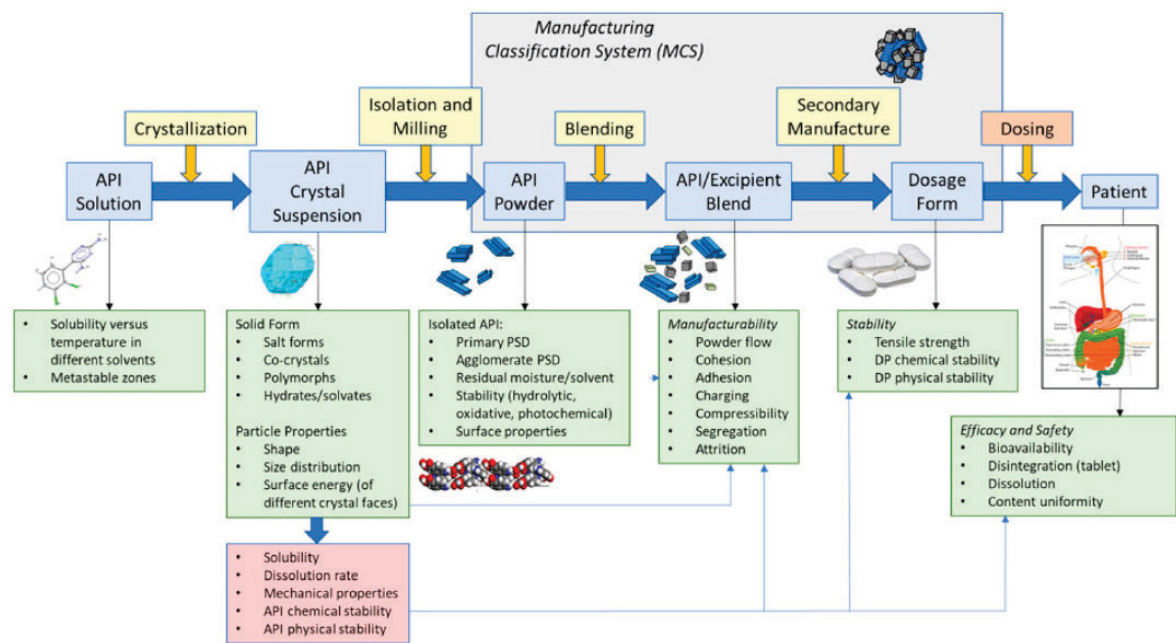 Manufacturing
Classification System (MCS)
Crystallization
Isolation and
Milling
Blending
Secondary
Manufacture
Dosing
API
Solution
API
Crystal
Suspension
API
Powder
API/Excipient
Blend
Dosage
Form
Patient
• Solubility versus
temperature in
different solvents
• Metastable zones
Solid Form
• Salt forms
• Co-crystals
• Polymorphs
• Hydrates/solvates
Particle Properties
• Shape
• Size distribution
• Surface energy (of
different crystal faces)
• Solubility
• Dissolution rate
• Mechanical properties
• API chemical stability
• API physical stability
Isolated API:
• Primary PSD
• Agglomerate PSD
• Residual moisture/solvent
• Stability (hydrolytic,
oxidative, photochemical)
• Surface properties
Manufacturability
• Powder flow
• Cohesion
• Adhesion
• Charging
• Compressibility
• Segregation
• Attrition
Stability
• Tensile strength
• DP chemical stability
• DP physical stability
Efficacy and Safety
• Bioavailability
• Disintegration (tablet)
• Dissolution
• Content uniformity